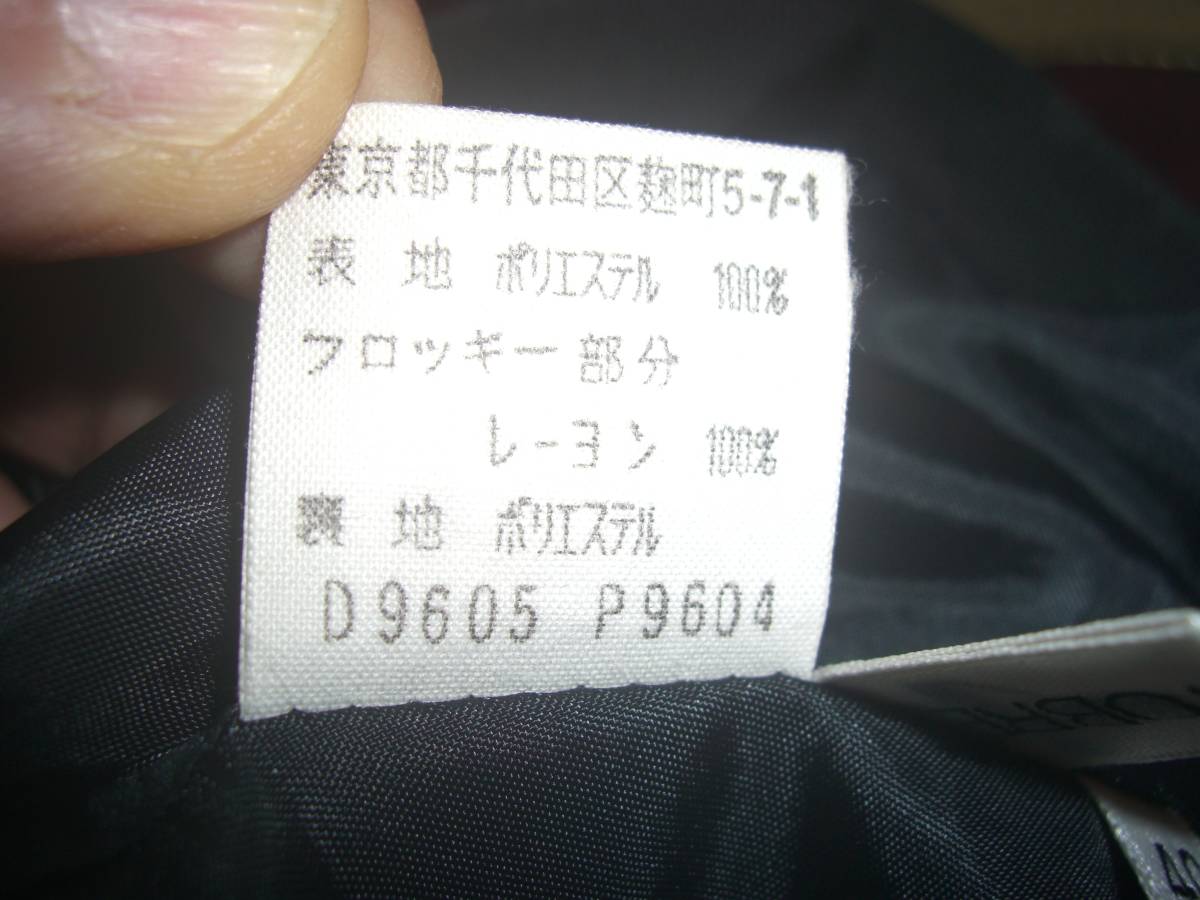 東京都千代田区麹町5-7-1
表 地 ポリエステル 100%
フロッキー部分
レーヨン 100%
裏 地 ポリエステル
D9605 P9604
40